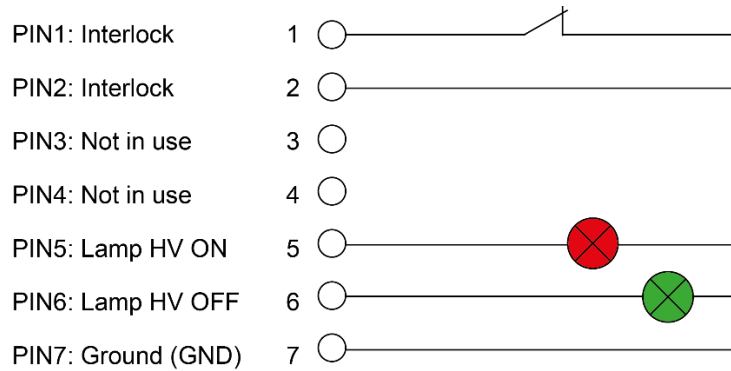 PIN1: Interlock 1
PIN2: Interlock 2
PIN3: Not in use 3
PIN4: Not in use 4
PIN5: Lamp HV ON 5
PIN6: Lamp HV OFF 6
PIN7: Ground (GND) 7